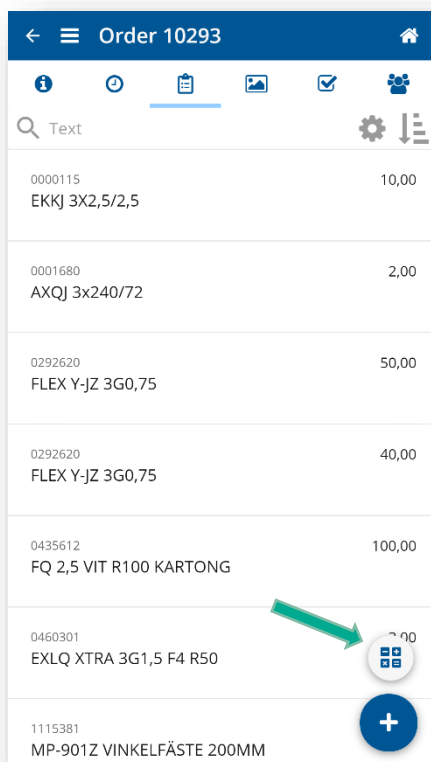 Order 10293
Text
0000115
10,00
EKKJ 3X2,5/2,5
0001680
2,00
AXQJ 3x240/72
0292620
50,00
FLEX Y-JZ 3G0,75
0292620
40,00
FLEX Y-JZ 3G0,75
0435612
100,00
FQ 2,5 VIT R100 KARTONG
0460301
EXLQ XTRA 3G1,5 F4 R50
1115381
MP-901Z VINKELFÄSTE 200MM